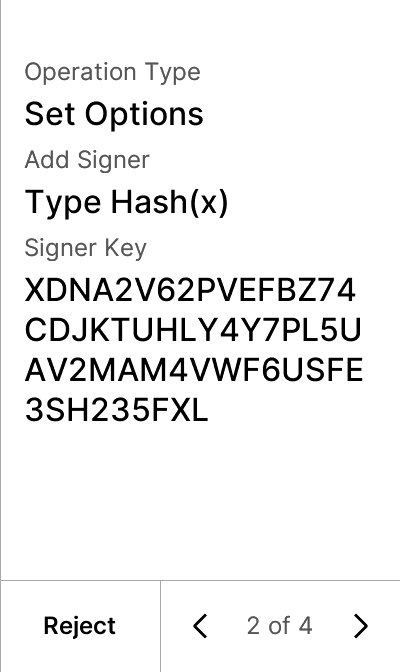 Operation Type
Set Options
Add Signer
Type Hash(x)
Signer Key
XDNA2V62PVEFBZ74
CDJKTUHLY4Y7PL5U
AV2MAM4VWF6USFE
3SH235FXL
Reject
2 of 4